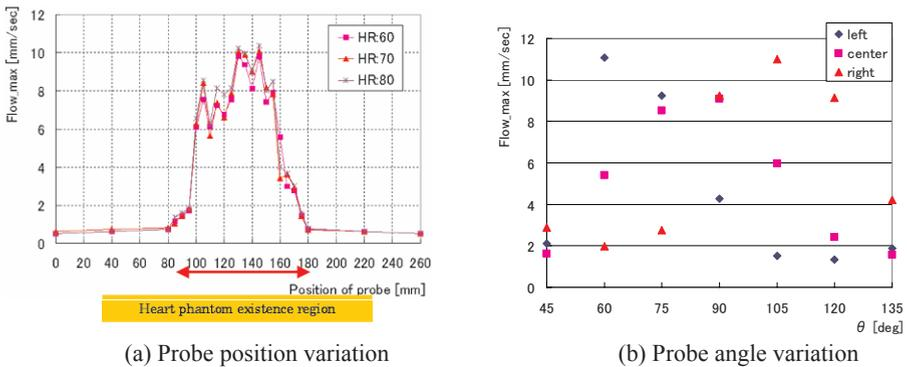 12
10
8
6
4
2
0
Flow_max [mm/sec]
HR:60
HR:70
HR:80
0 20 40 60 80 100 120 140 160 180 200 220 240 260
Position of probe [mm]
Heart phantom existence region
(a) Probe position variation
12
10
8
6
4
2
0
Flow_max [mm/sec]
left
center
right
45 60 75 90 105 120 135
θ [deg]
(b) Probe angle variation